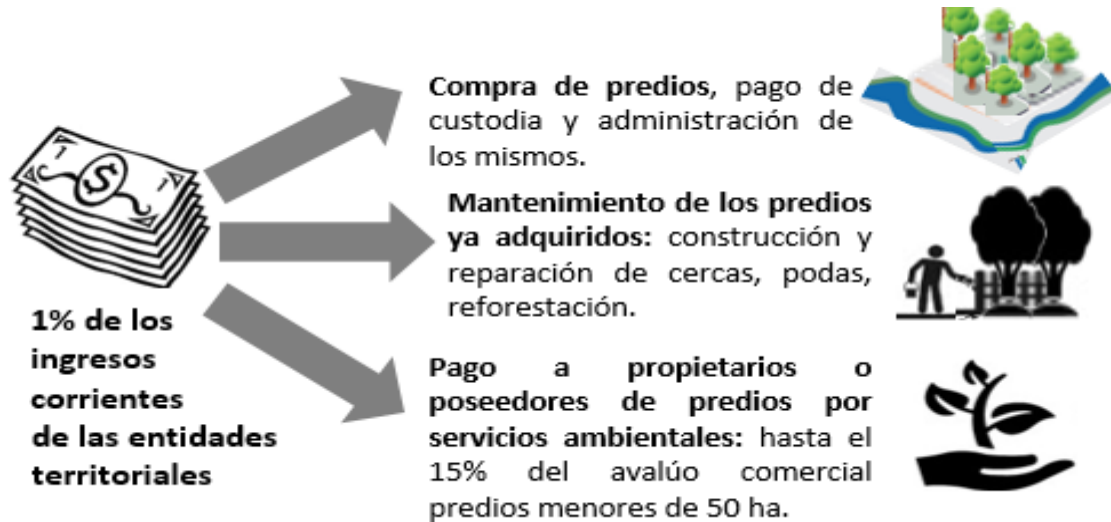 1% de los
ingresos
corrientes
de las entidades
territoriales
Compra de predios, pago de
custodia y administración de
los mismos.
Mantenimiento de los predios
ya adquiridos: construcción y
reparación de cercas, podas,
reforestación.
Pago a propietarios o
poseedores de predios por
servicios ambientales: hasta el
15% del avalúo comercial
predios menores de 50 ha.